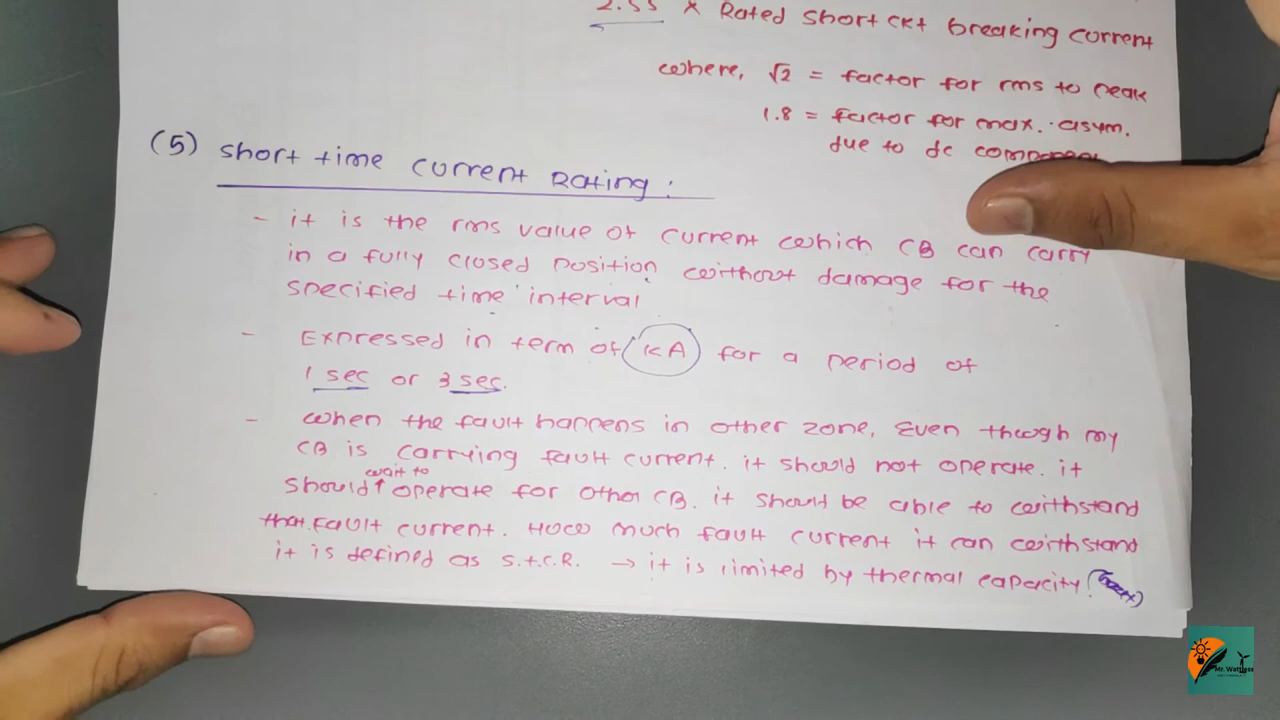 2.55 × Rated short ckt breaking current
where, √2 = factor for rms to peak
1.8 = factor for max. asym.
due to dc component
(5) short time current Rating :
- it is the rms value of current which CB can carry
in a fully closed position without damage for the
specified time interval
- Expressed in term of kA for a period of
1 sec or 3 sec.
- when the fault happens in other zone, Even though my
CB is carrying fault current. it should not operate. it
should wait to operate for other CB. it should be able to withstand
that fault current. How much fault current it can withstand
it is defined as S.t.C.R. → it is limited by thermal capacity
Mr. Wattson